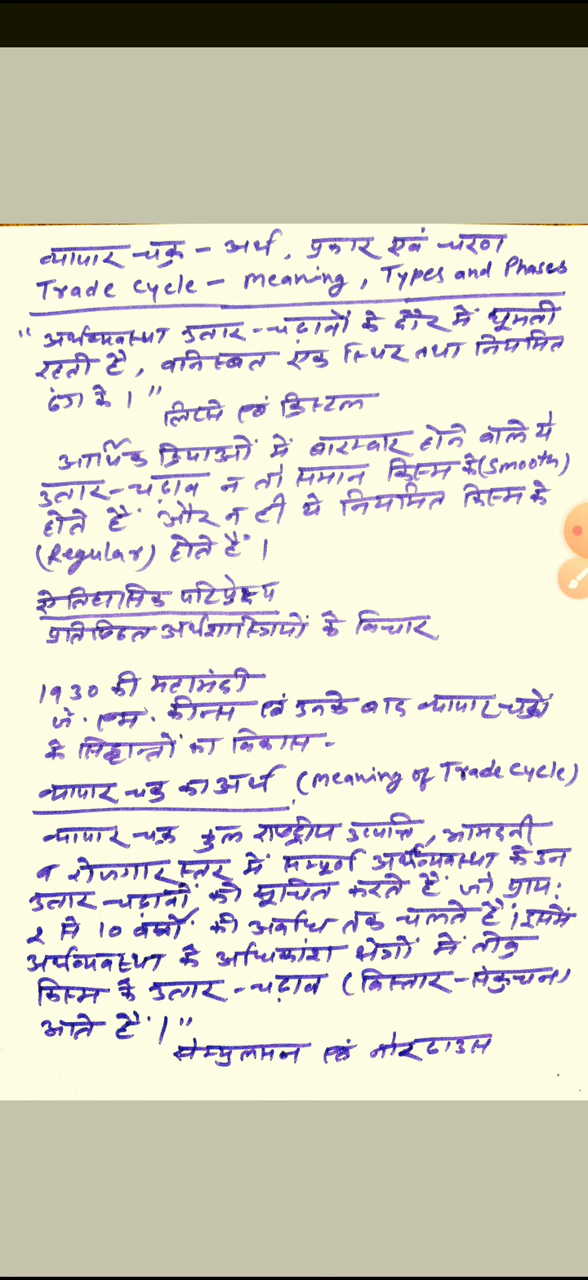 व्यापार चक्र - अर्थ, प्रकार एवं चरण
Trade Cycle - Meaning, Types and Phases
"अर्थव्यवस्था उतार-चढ़ावों के दौर में घूमती
रहती है, बनिस्बत एक स्थिर तथा नियमित
ढंग के।"
लिप्से एवं क्रिस्टल
आर्थिक क्रियाओं में बारम्बार होने वाले ये
उतार-चढ़ाव न तो समान किस्म के (Smooth)
होते हैं और न ही ये नियमित किस्म के
(Regular) होते हैं।
ऐतिहासिक परिप्रेक्ष्य
प्रतिष्ठित अर्थशास्त्रियों के विचार
1930 की महामंदी
जे. एम. कीन्स एवं उनके बाद व्यापार-चक्रों
के सिद्धान्तों का विकास -
व्यापार चक्र का अर्थ (Meaning of Trade Cycle)
व्यापार चक्र कुल राष्ट्रीय उत्पत्ति, आमदनी
व रोजगार स्तर में सम्पूर्ण अर्थव्यवस्था के उन
उतार-चढ़ावों को सूचित करते हैं जो प्राय:
2 से 10 वर्षों की अवधि तक चलते हैं। इसमें
अर्थव्यवस्था के अधिकांश क्षेत्रों में तीव्र
किस्म के उतार-चढ़ाव (विस्तार-संकुचन)
आते हैं।"
सेम्युलसन एवं नोरढाउस